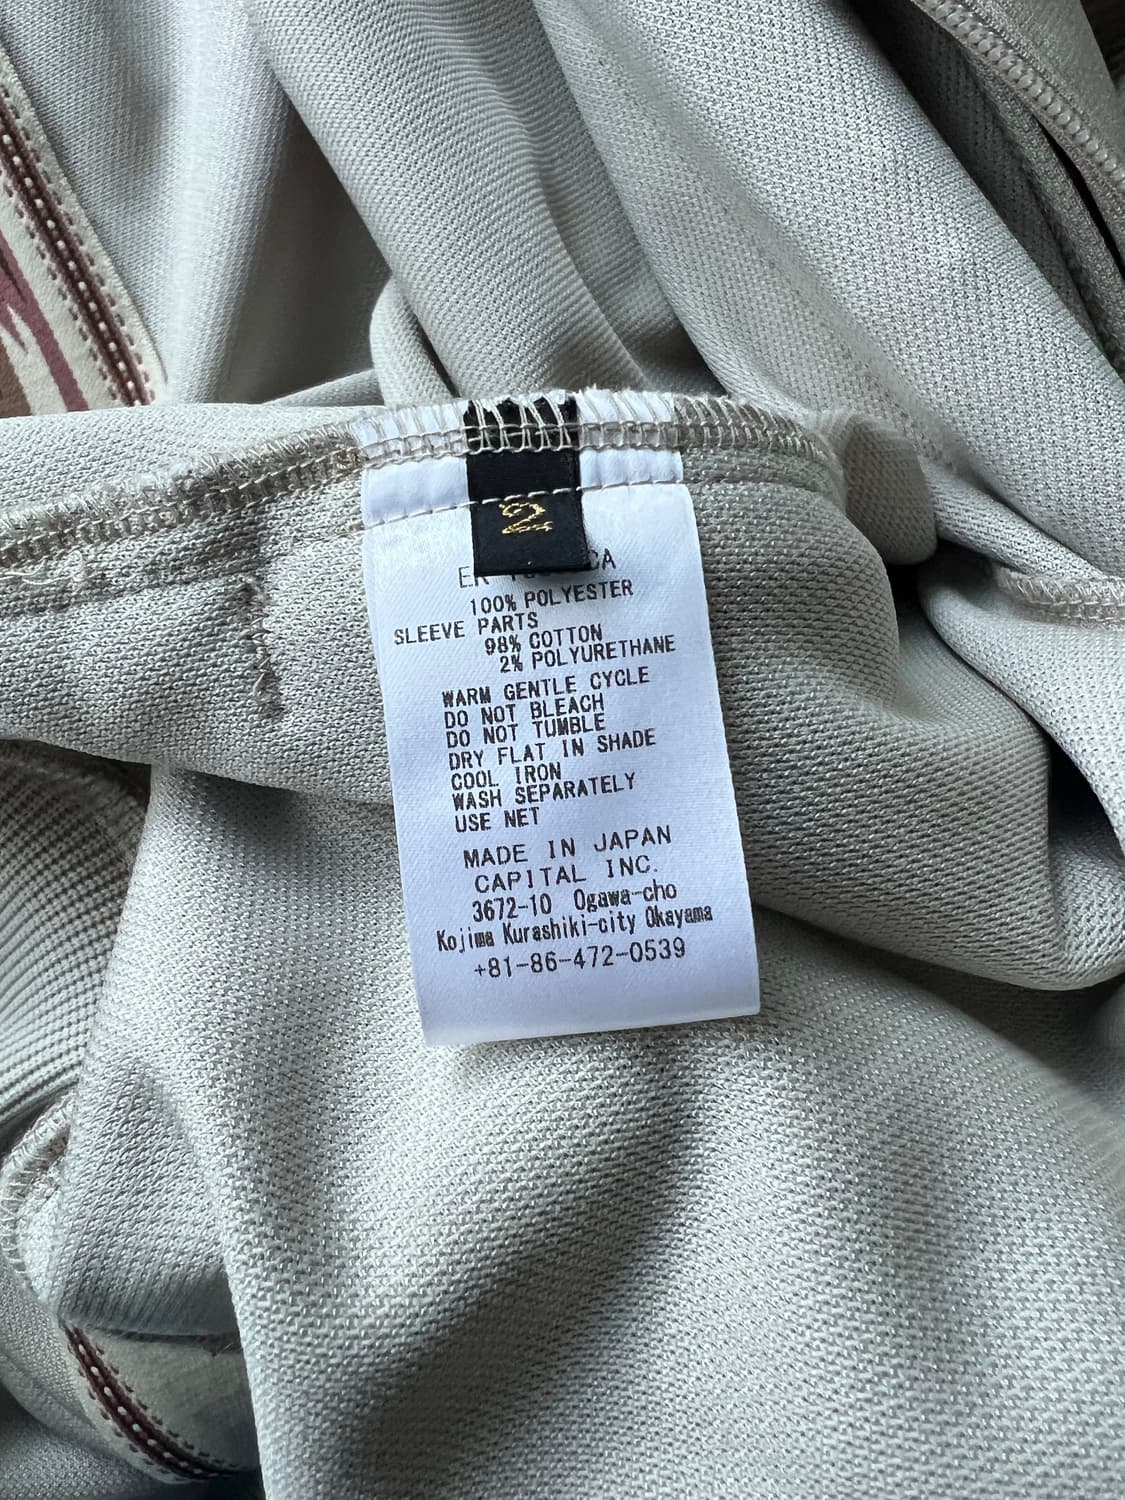 2
100% POLYESTER
SLEEVE PARTS
98% COTTON
2% POLYURETHANE
WARM GENTLE CYCLE
DO NOT BLEACH
DO NOT TUMBLE
DRY FLAT IN SHADE
COOL IRON
WASH SEPARATELY
USE NET
MADE IN JAPAN
CAPITAL INC.
3672-10 Ogawa-cho
Kojima Kurashiki-city Okayama
+81-86-472-0539